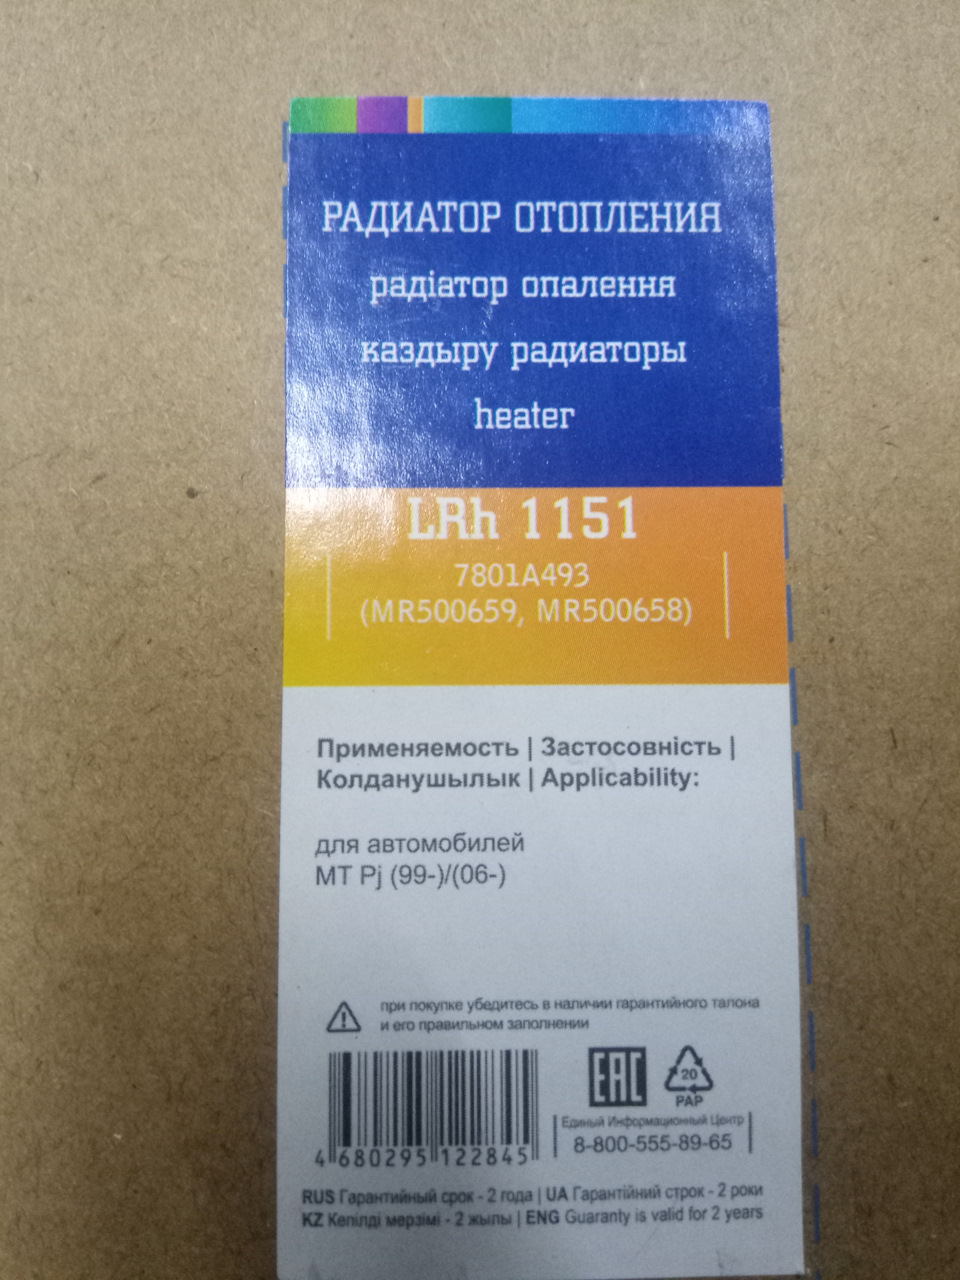 РАДИАТОР ОТОПЛЕНИЯ
радіатор опалення
каздыру радиаторы
heater
LRh 1151
7801A493
(MR500659, MR500658)
Применяемость | Застосовність |
Колданушылык | Applicability:
для автомобилей
MT Pj (99-)/(06-)
при покупке убедитесь в наличии гарантийного талона
и его правильном заполнении
EAC
20
PAP
Единый Информационный Центр
8-800-555-89-65
4 680295 122845
RUS Гарантийный срок - 2 года | UA Гарантійний строк - 2 роки
KZ Кепілді мерзімі - 2 жылы | ENG Guaranty is valid for 2 years